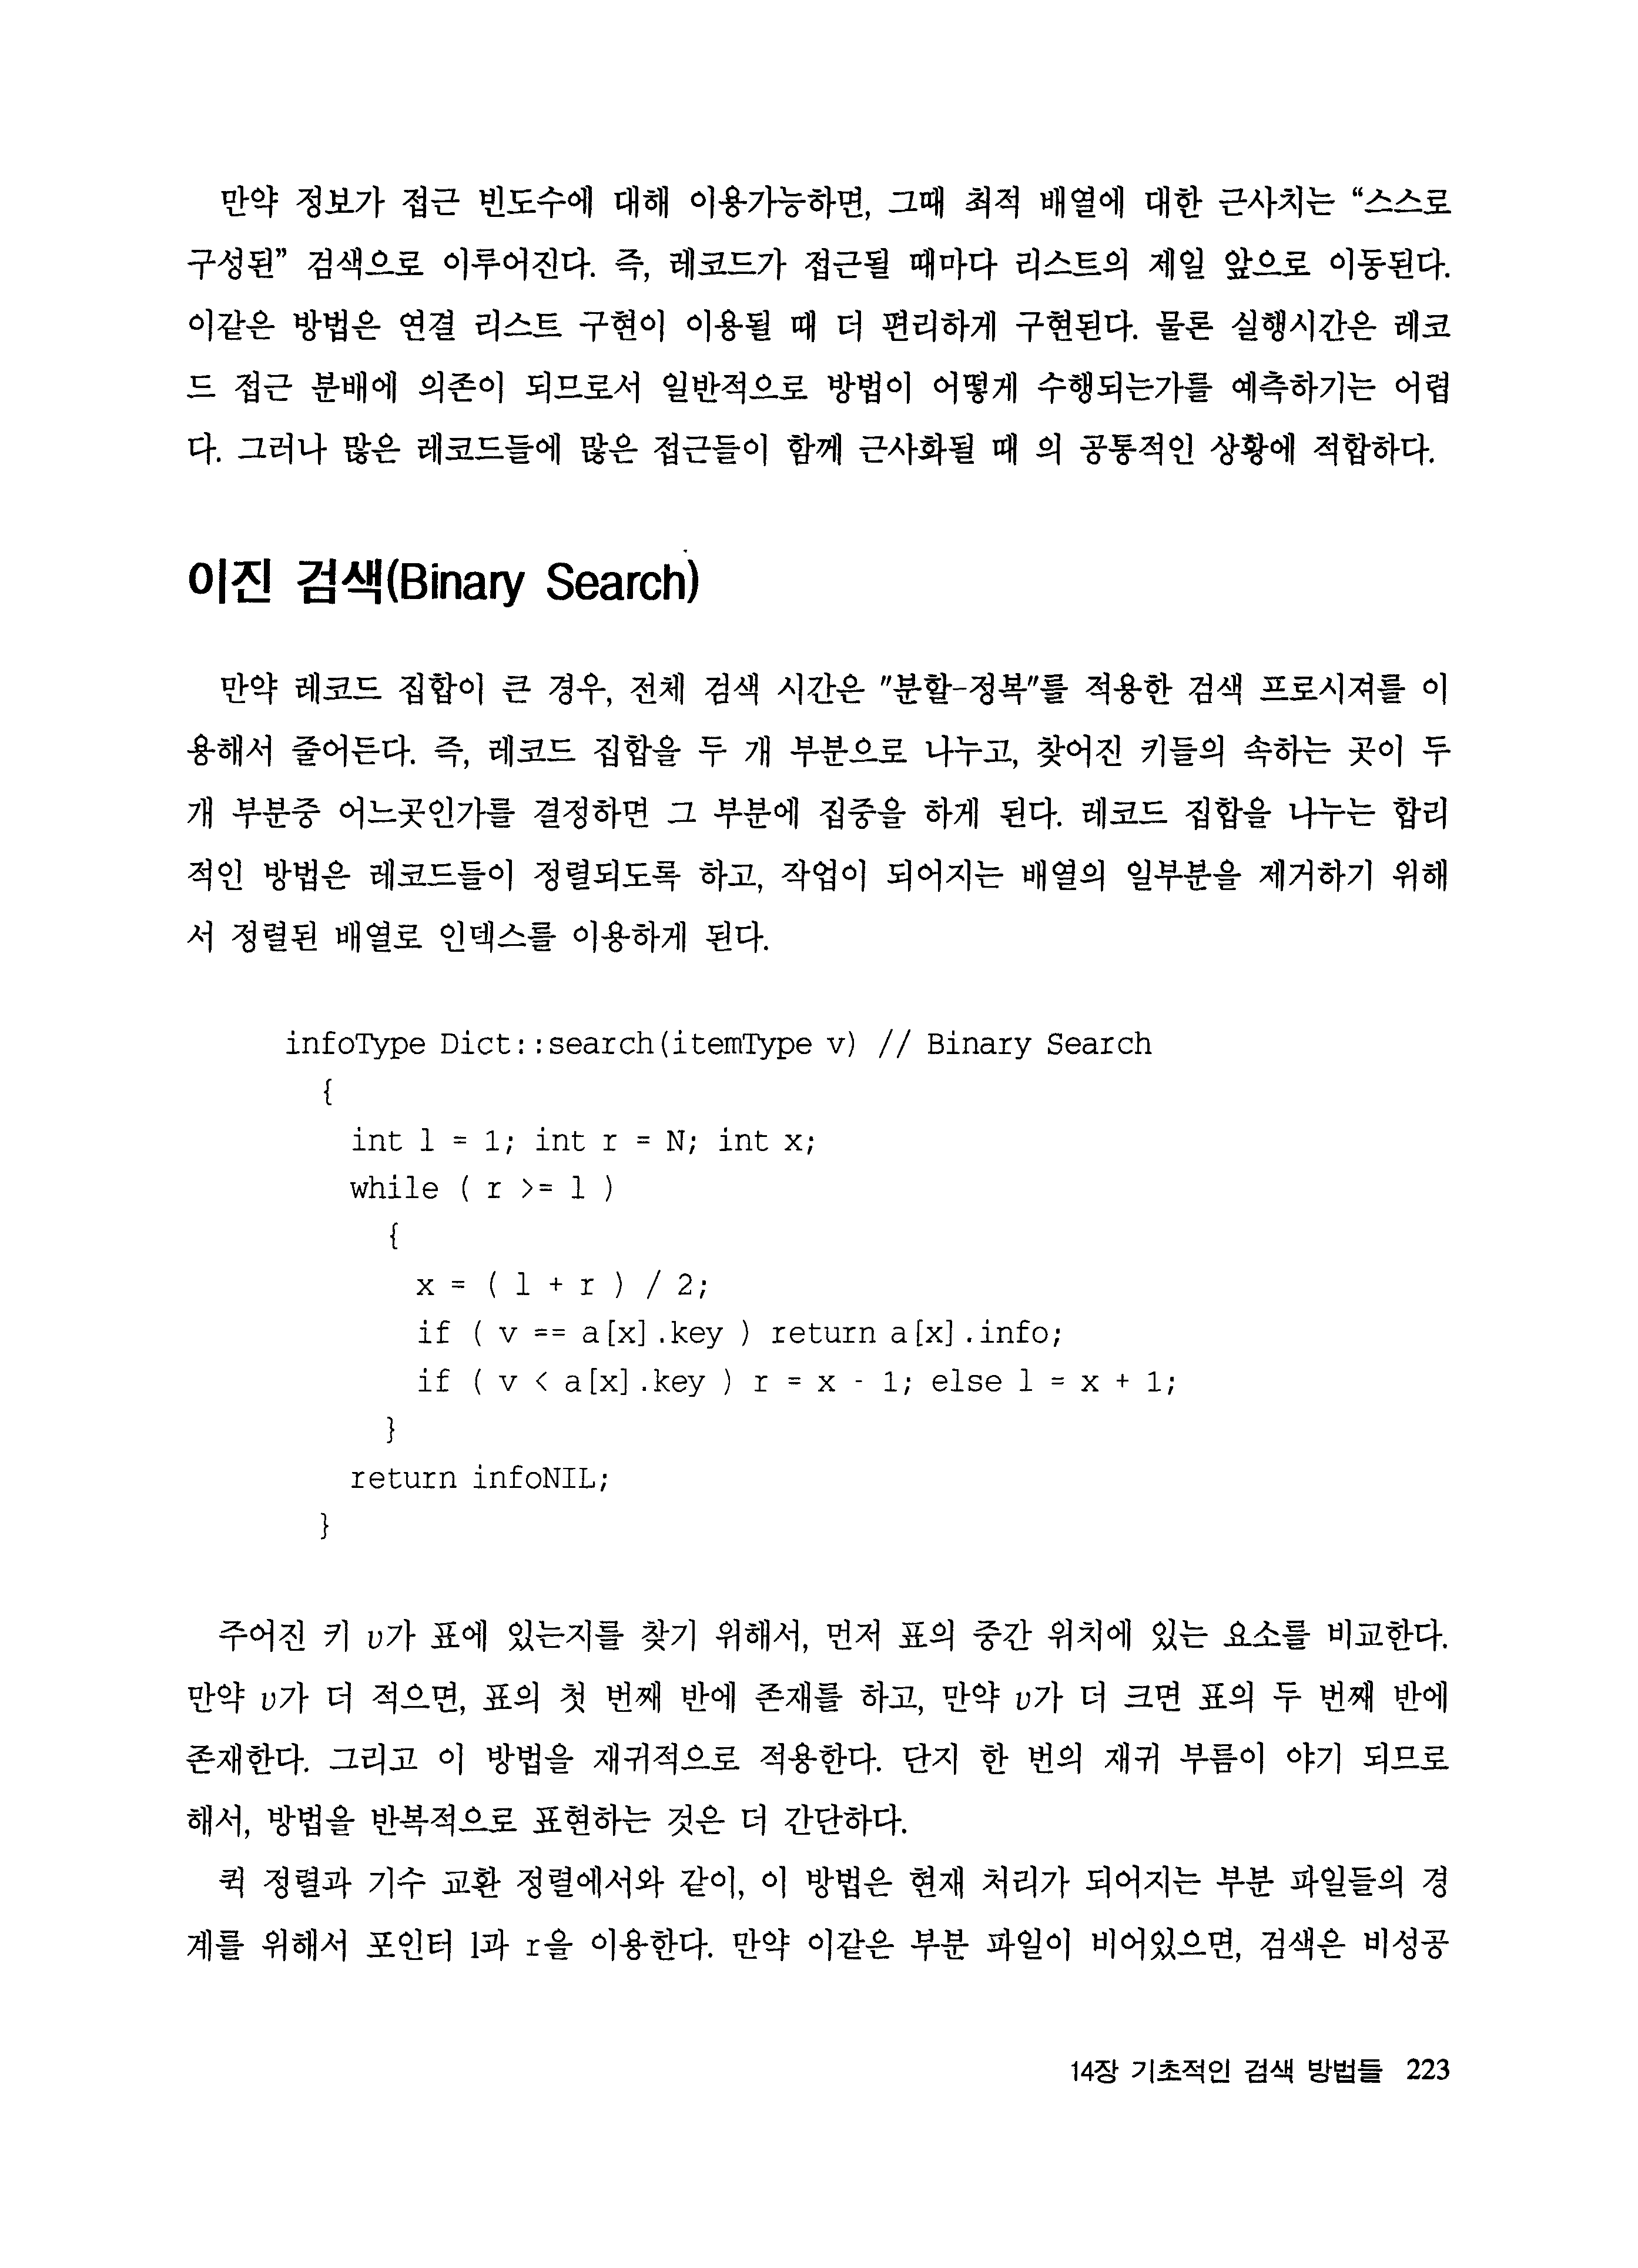 만약 정보가 접근 빈도수에 대해 이용가능하면, 그때 최적 배열에 대한 근사치는 “스스로
구성된” 검색으로 이루어진다. 즉, 레코드가 접근될 때마다 리스트의 제일 앞으로 이동된다.
이같은 방법은 연결 리스트 구현이 이용될 때 더 편리하게 구현된다. 물론 실행시간은 레코
드 접근 분배에 의존이 되므로서 일반적으로 방법이 어떻게 수행되는가를 예측하기는 어렵
다. 그러나 많은 레코드들에 많은 접근들이 함께 근사화될 때 의 공통적인 상황에 적합하다.
이진 검색(Binary Search)
만약 레코드 집합이 큰 경우, 전체 검색 시간은 "분할-정복"를 적용한 검색 프로시져를 이
용해서 줄어든다. 즉, 레코드 집합을 두 개 부분으로 나누고, 찾어진 키들의 속하는 곳이 두
개 부분중 어느곳인가를 결정하면 그 부분에 집중을 하게 된다. 레코드 집합을 나누는 합리
적인 방법은 레코드들이 정렬되도록 하고, 작업이 되어지는 배열의 일부분을 제거하기 위해
서 정렬된 배열로 인덱스를 이용하게 된다.
infoType Dict::search(itemType v) // Binary Search
{
int l = 1; int r = N; int x;
while ( r >= l )
{
x = ( l + r ) / 2;
if ( v == a[x].key ) return a[x].info;
if ( v < a[x].key ) r = x - 1; else l = x + 1;
}
return infoNIL;
}
주어진 키 v가 표에 있는지를 찾기 위해서, 먼저 표의 중간 위치에 있는 요소를 비교한다.
만약 v가 더 적으면, 표의 첫 번째 반에 존재를 하고, 만약 v가 더 크면 표의 두 번째 반에
존재한다. 그리고 이 방법을 재귀적으로 적용한다. 단지 한 번의 재귀 부름이 야기 되므로
해서, 방법을 반복적으로 표현하는 것은 더 간단하다.
퀵 정렬과 기수 교환 정렬에서와 같이, 이 방법은 현재 처리가 되어지는 부분 파일들의 경
계를 위해서 포인터 l과 r을 이용한다. 만약 이같은 부분 파일이 비어있으면, 검색은 비성공
14장 기초적인 검색 방법들 223